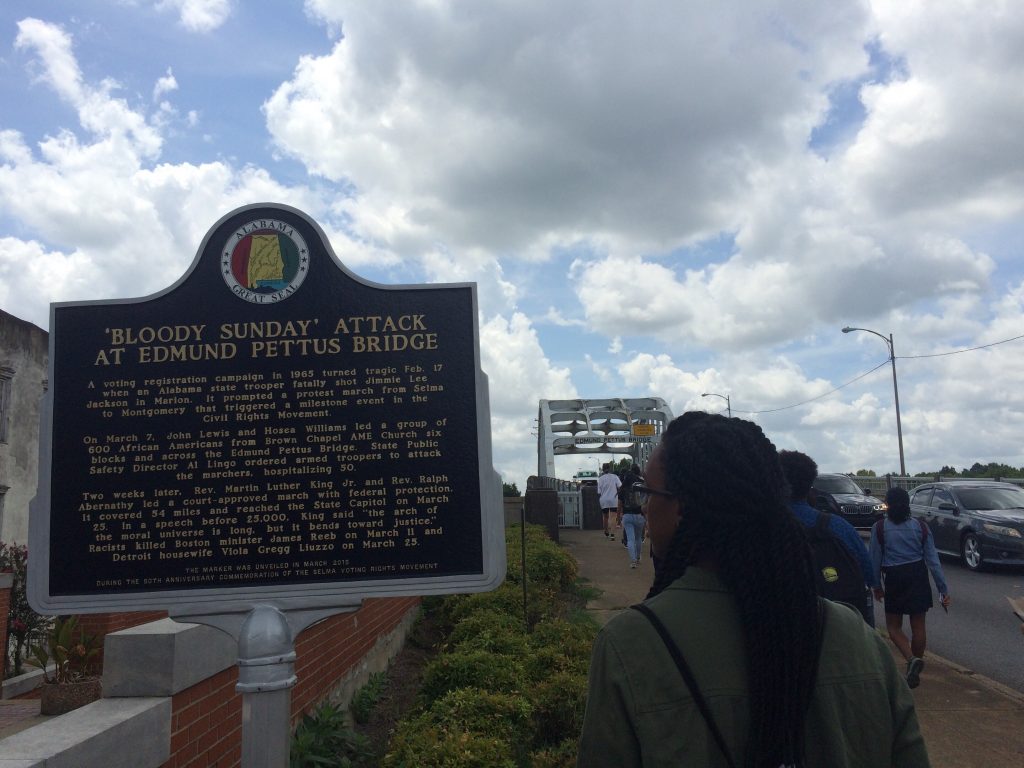 ALABAMA
GREAT SEAL
'BLOODY SUNDAY' ATTACK
AT EDMUND PETTUS BRIDGE
A voting registration campaign in 1965 turned tragic Feb. 17
when an Alabama state trooper fatally shot Jimmie Lee
Jackson in Marion. It prompted a protest march from Selma
to Montgomery that triggered a milestone event in the
Civil Rights Movement.
On March 7, John Lewis and Hosea Williams led a group of
600 African Americans from Brown Chapel AME Church six
blocks and across the Edmund Pettus Bridge. State Public
Safety Director Al Lingo ordered armed troopers to attack
the marchers, hospitalizing 50.
Two weeks later, Rev. Martin Luther King Jr. and Rev. Ralph
Abernathy led a court-approved march with federal protection.
It covered 54 miles and reached the State Capitol on March
25. In a speech before 25,000, King said "the arc of
the moral universe is long, but it bends toward justice."
Racists killed Boston minister James Reeb on March 11 and
Detroit housewife Viola Gregg Liuzzo on March 25.
THE MARKER WAS UNVEILED IN MARCH 2015
DURING THE 50TH ANNIVERSARY COMMEMORATION OF THE SELMA VOTING RIGHTS MOVEMENT
EDMUND PETTUS BRIDGE